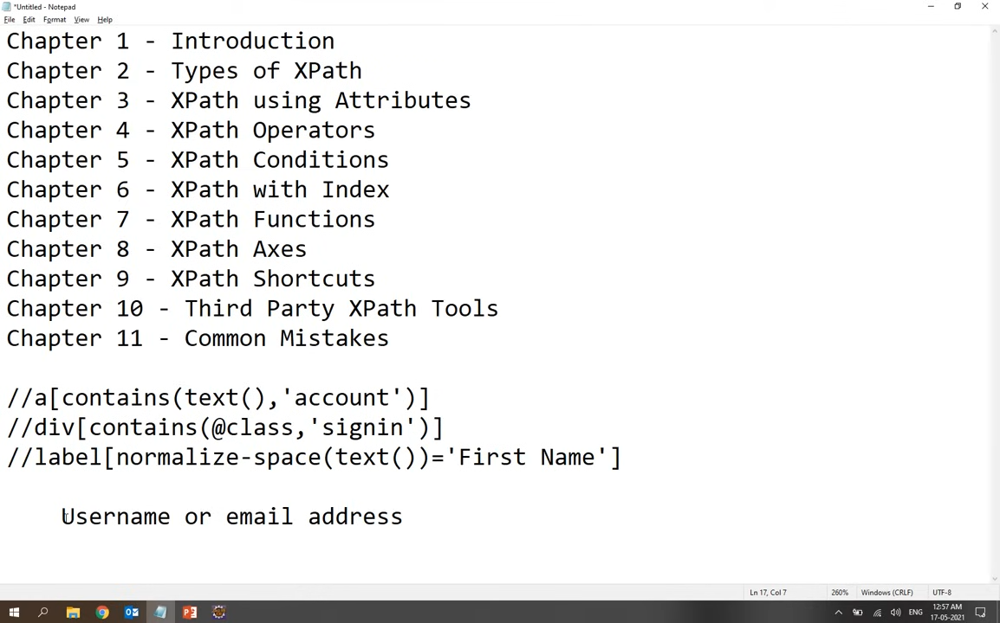 *Untitled - Notepad
File Edit Format View Help
Chapter 1 - Introduction
Chapter 2 - Types of XPath
Chapter 3 - XPath using Attributes
Chapter 4 - XPath Operators
Chapter 5 - XPath Conditions
Chapter 6 - XPath with Index
Chapter 7 - XPath Functions
Chapter 8 - XPath Axes
Chapter 9 - XPath Shortcuts
Chapter 10 - Third Party XPath Tools
Chapter 11 - Common Mistakes
//a[contains(text(),'account')]
//div[contains(@class,'signin')]
//label[normalize-space(text())='First Name']
Username or email address
Ln 17, Col 7 260% Windows (CRLF) UTF-8
ENG 12:57 AM
17-05-2021